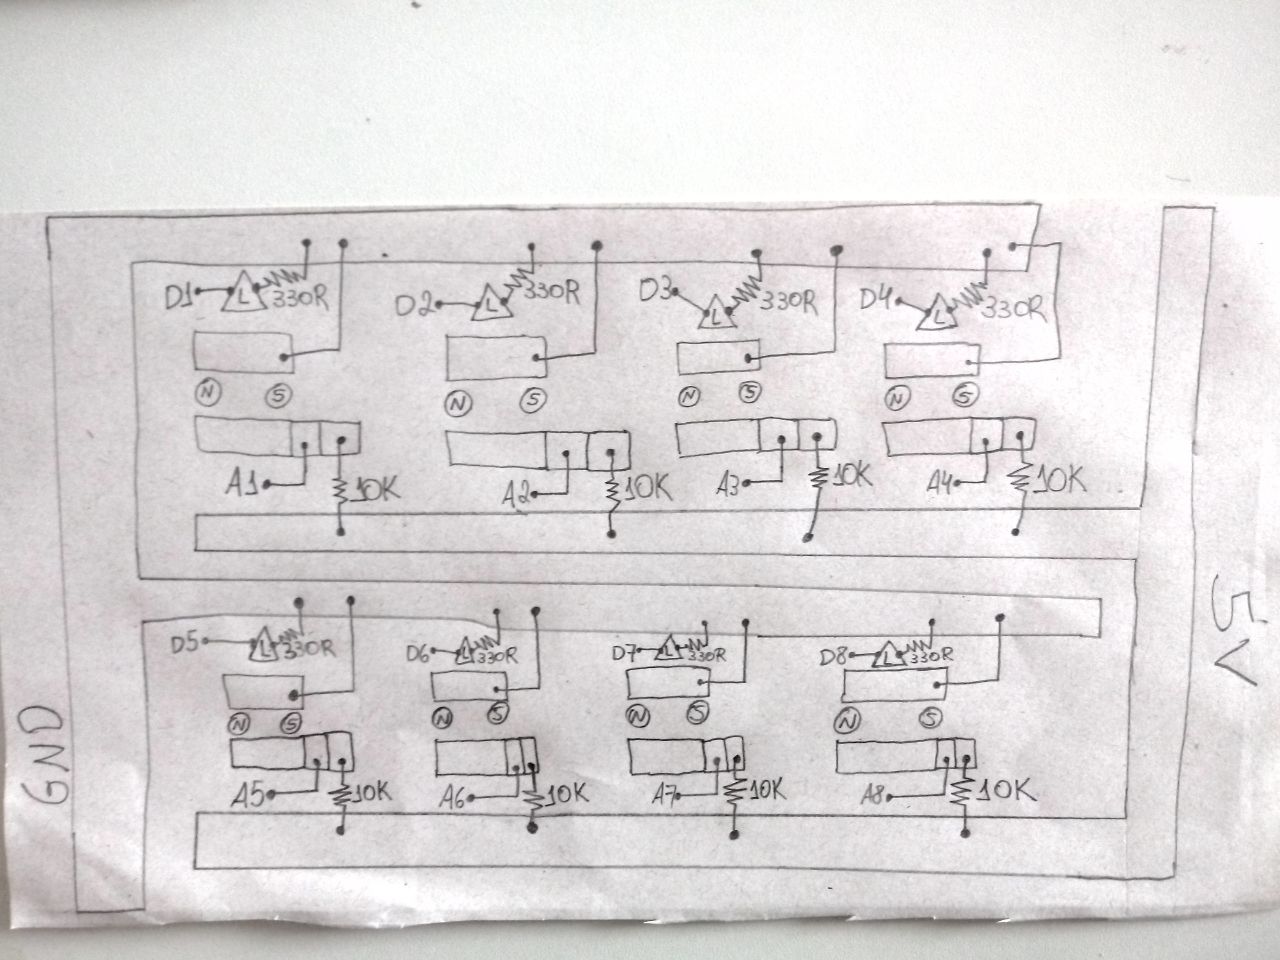 D1 L 330R D2 L 330R D3 L 330R D4 L 330R
N S N S N S N S
A1 10K A2 10K A3 10K A4 10K
D5 L 330R D6 L 330R D7 L 330R D8 L 330R
N S N S N S N S
A5 10K A6 10K A7 10K A8 10K
GND
5V